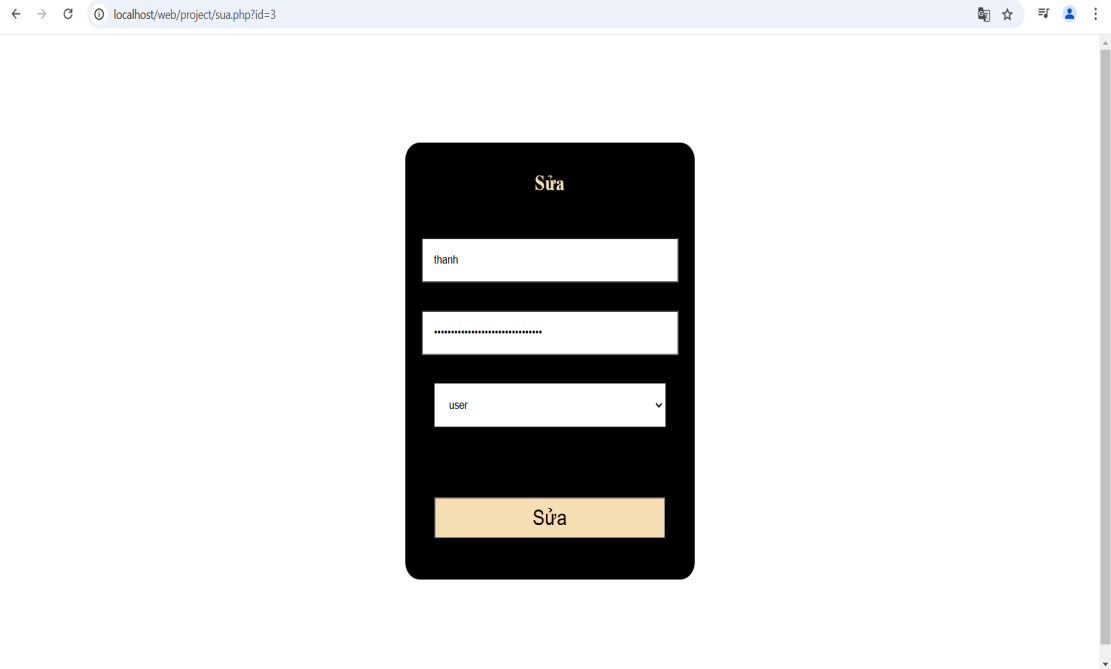 localhost/web/project/sua.php?id=3
Sửa
thanh
••••••••••••••••••••••••••••••••
user
Sửa